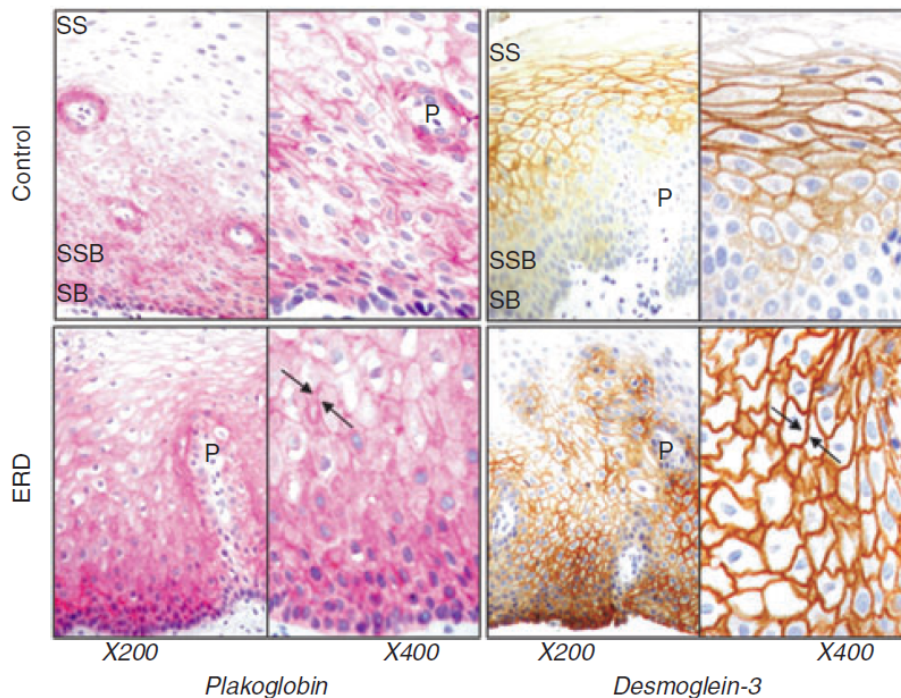 SS
SSB
SB
P
SS
SSB
SB
P
Control
P
P
ERD
X200
X400
X200
X400
Plakoglobin
Desmoglein-3